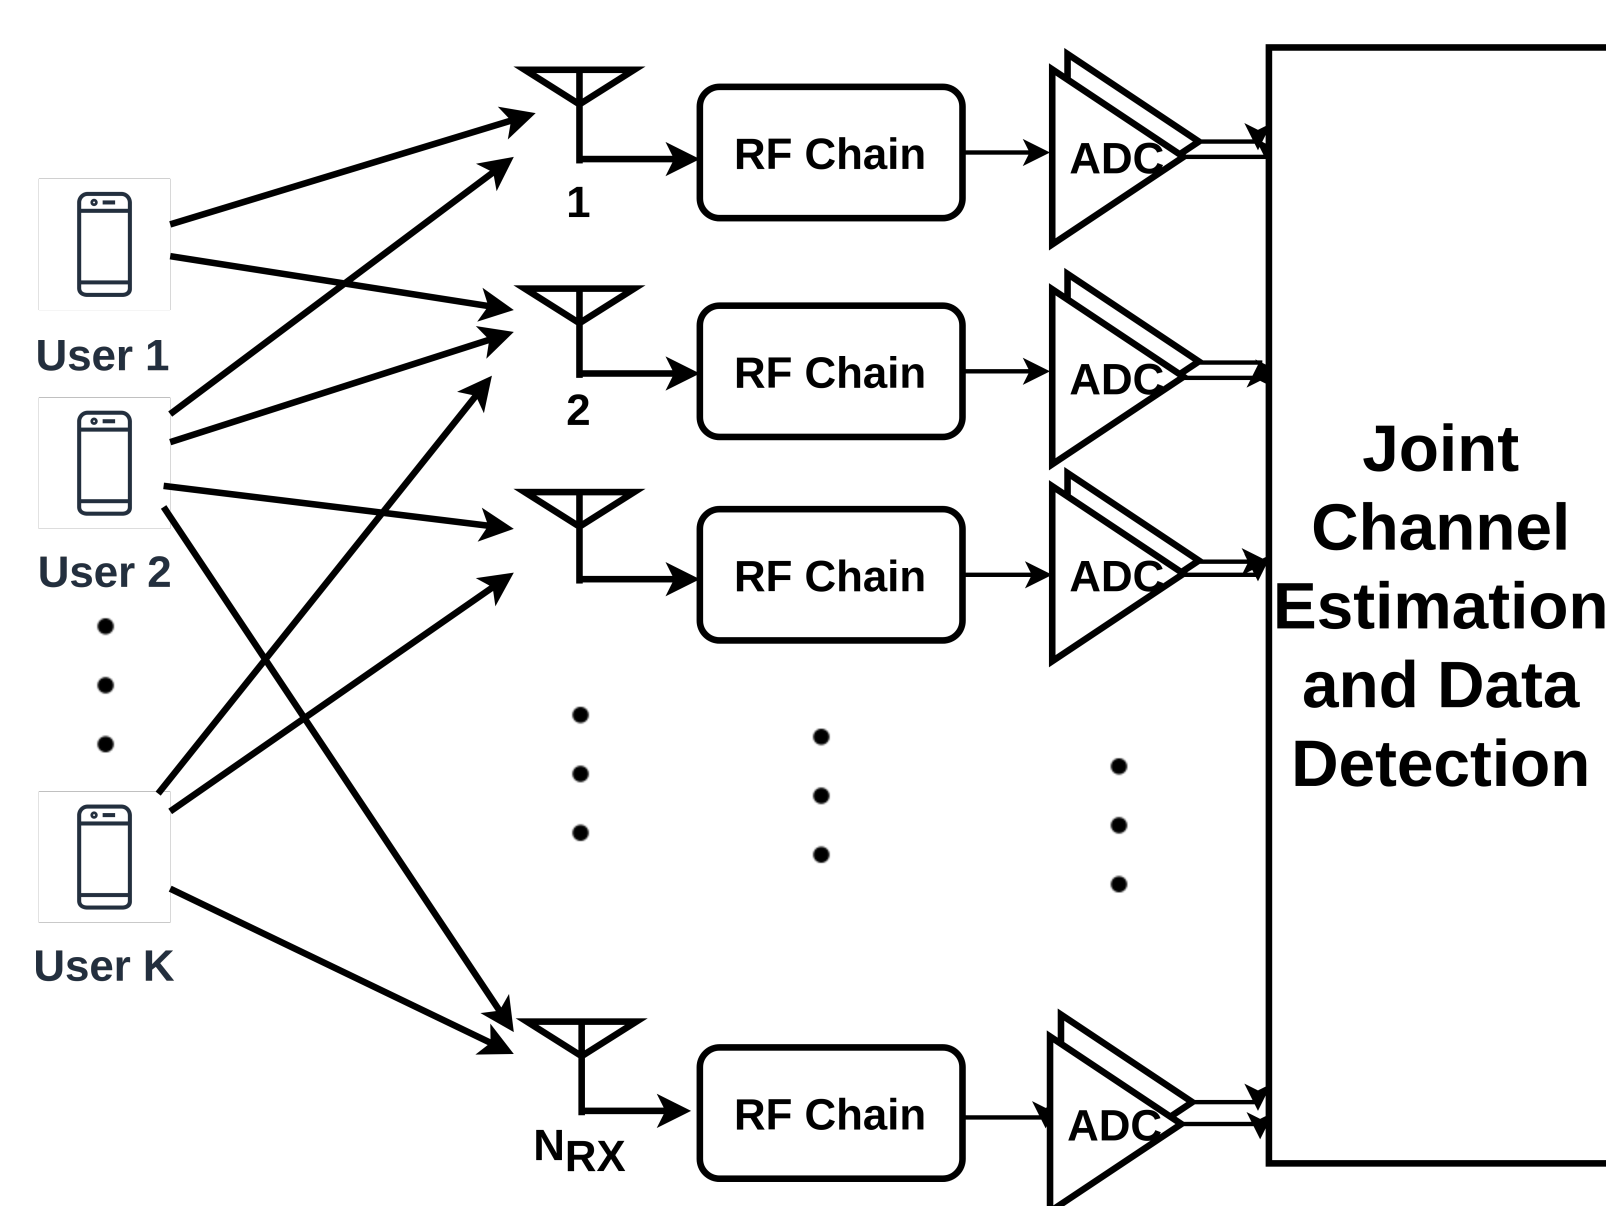 User 1
User 2
User K
1
2
NRX
RF Chain
ADC
RF Chain
ADC
RF Chain
ADC
RF Chain
ADC
Joint
Channel
Estimation
and Data
Detection